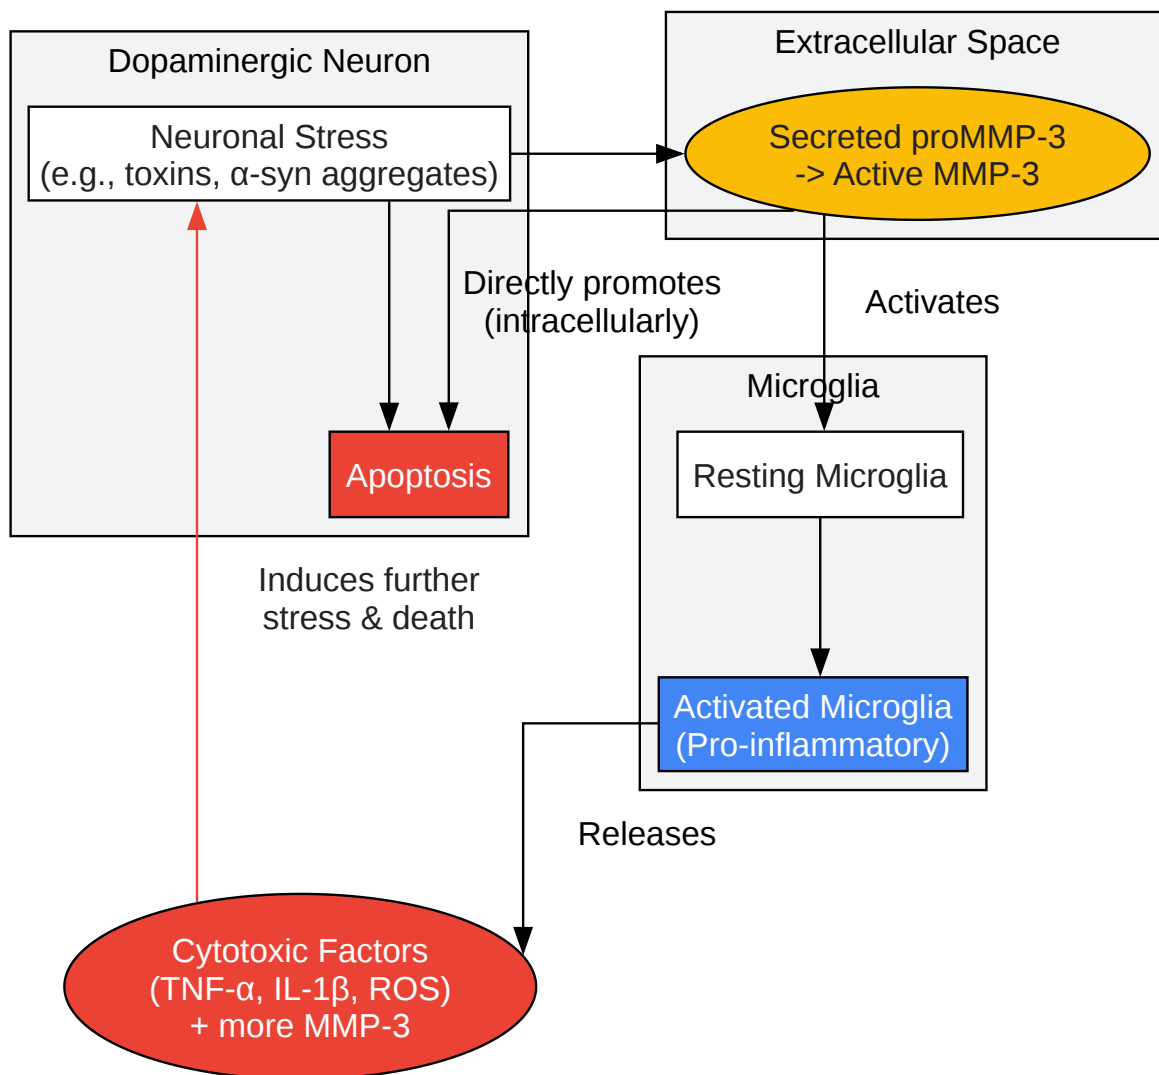 Dopaminergic Neuron
Extracellular Space
Neuronal Stress
(e.g., toxins, α-syn aggregates)
Secreted proMMP-3
-> Active MMP-3
Directly promotes
(intracellularly)
Activates
Microglia
Apoptosis
Resting Microglia
Induces further
stress & death
Activated Microglia
(Pro-inflammatory)
Releases
Cytotoxic Factors
(TNF-α, IL-1β, ROS)
+ more MMP-3